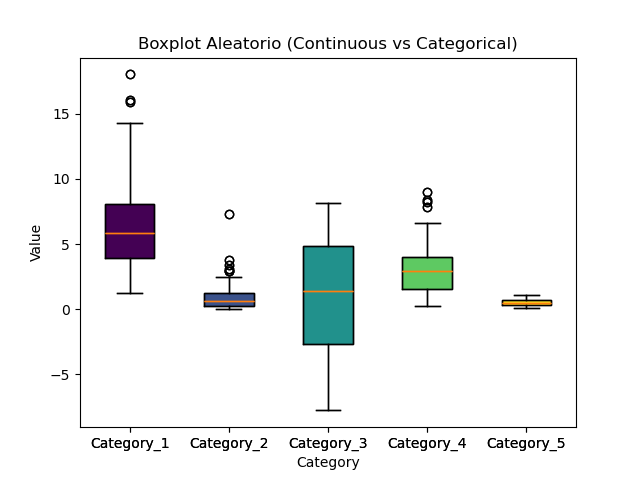 Boxplot Aleatorio (Continuous vs Categorical)
Value
15
10
5
0
−5
Category_1 Category_2 Category_3 Category_4 Category_5
Category